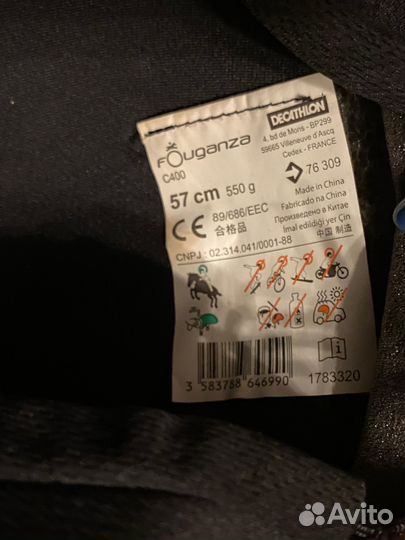 FOuganza
C400
DECATHLON
4, bd de Mons - BP299
59665 Villeneuve d'Ascq
Cedex - FRANCE
57 cm 550 g
76 309
CE 89/686/EEC
合格品
Made in China
Fabricado na China
Произведено в Китае
Imal edildiği yer Çin
中国 制造
CNPJ : 02.314.041/0001-88
i
3 583788 646990
1783320
Avito